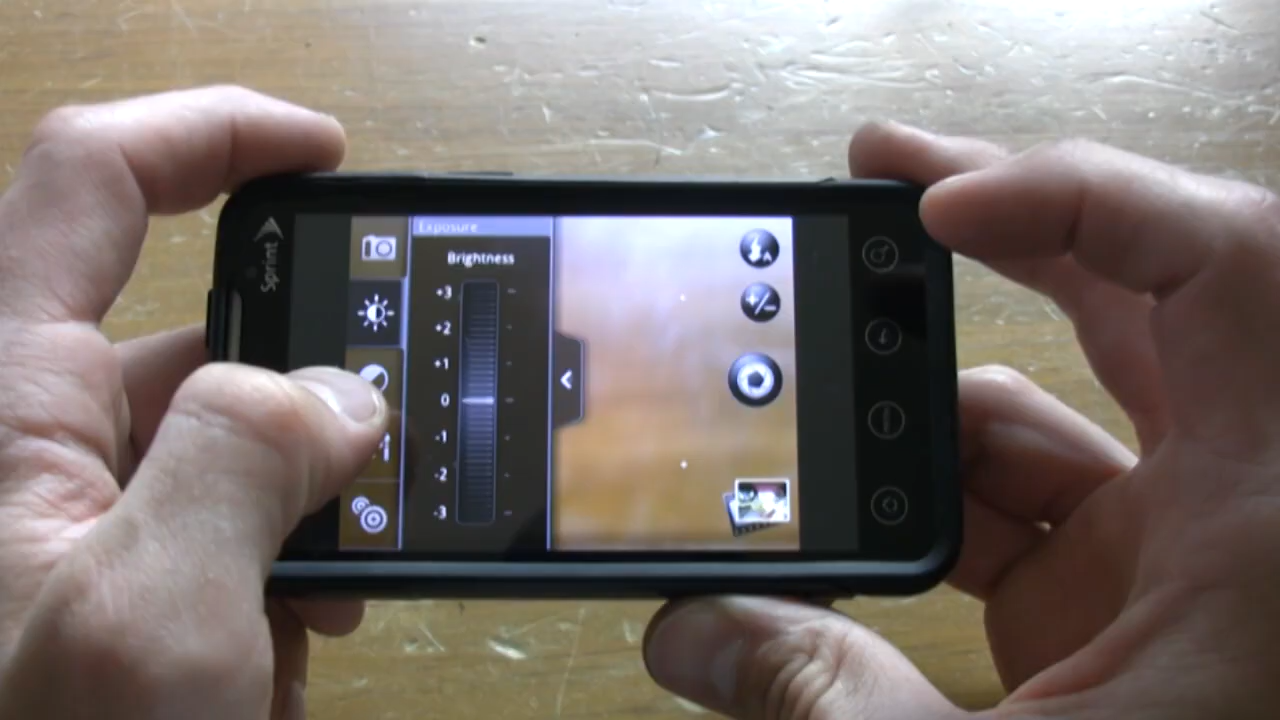 Sprint
Exposure
Brightness
+3
+2
+1
0
-1
-2
-3
A
+/-